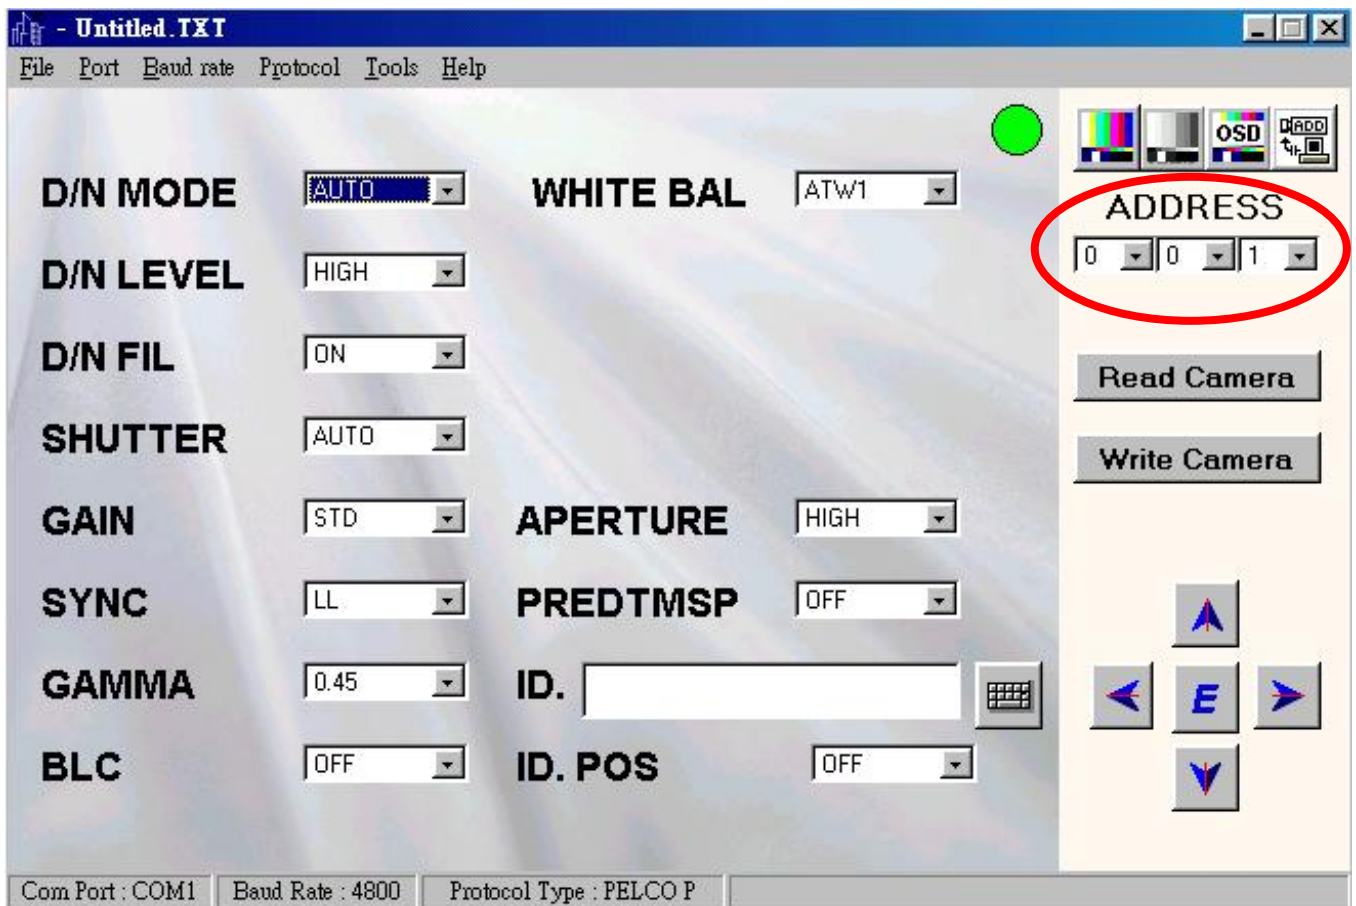 - Untitled.TXT
File Port Baud rate Protocol Tools Help
OSD ADD
D/N MODE AUTO WHITE BAL ATW1
ADDRESS
0 0 1
D/N LEVEL HIGH
D/N FIL ON
Read Camera
SHUTTER AUTO
Write Camera
GAIN STD APERTURE HIGH
SYNC LL PREDTMSP OFF
GAMMA 0.45 ID.
E
BLC OFF ID. POS OFF
Com Port : COM1 Baud Rate : 4800 Protocol Type : PELCO P